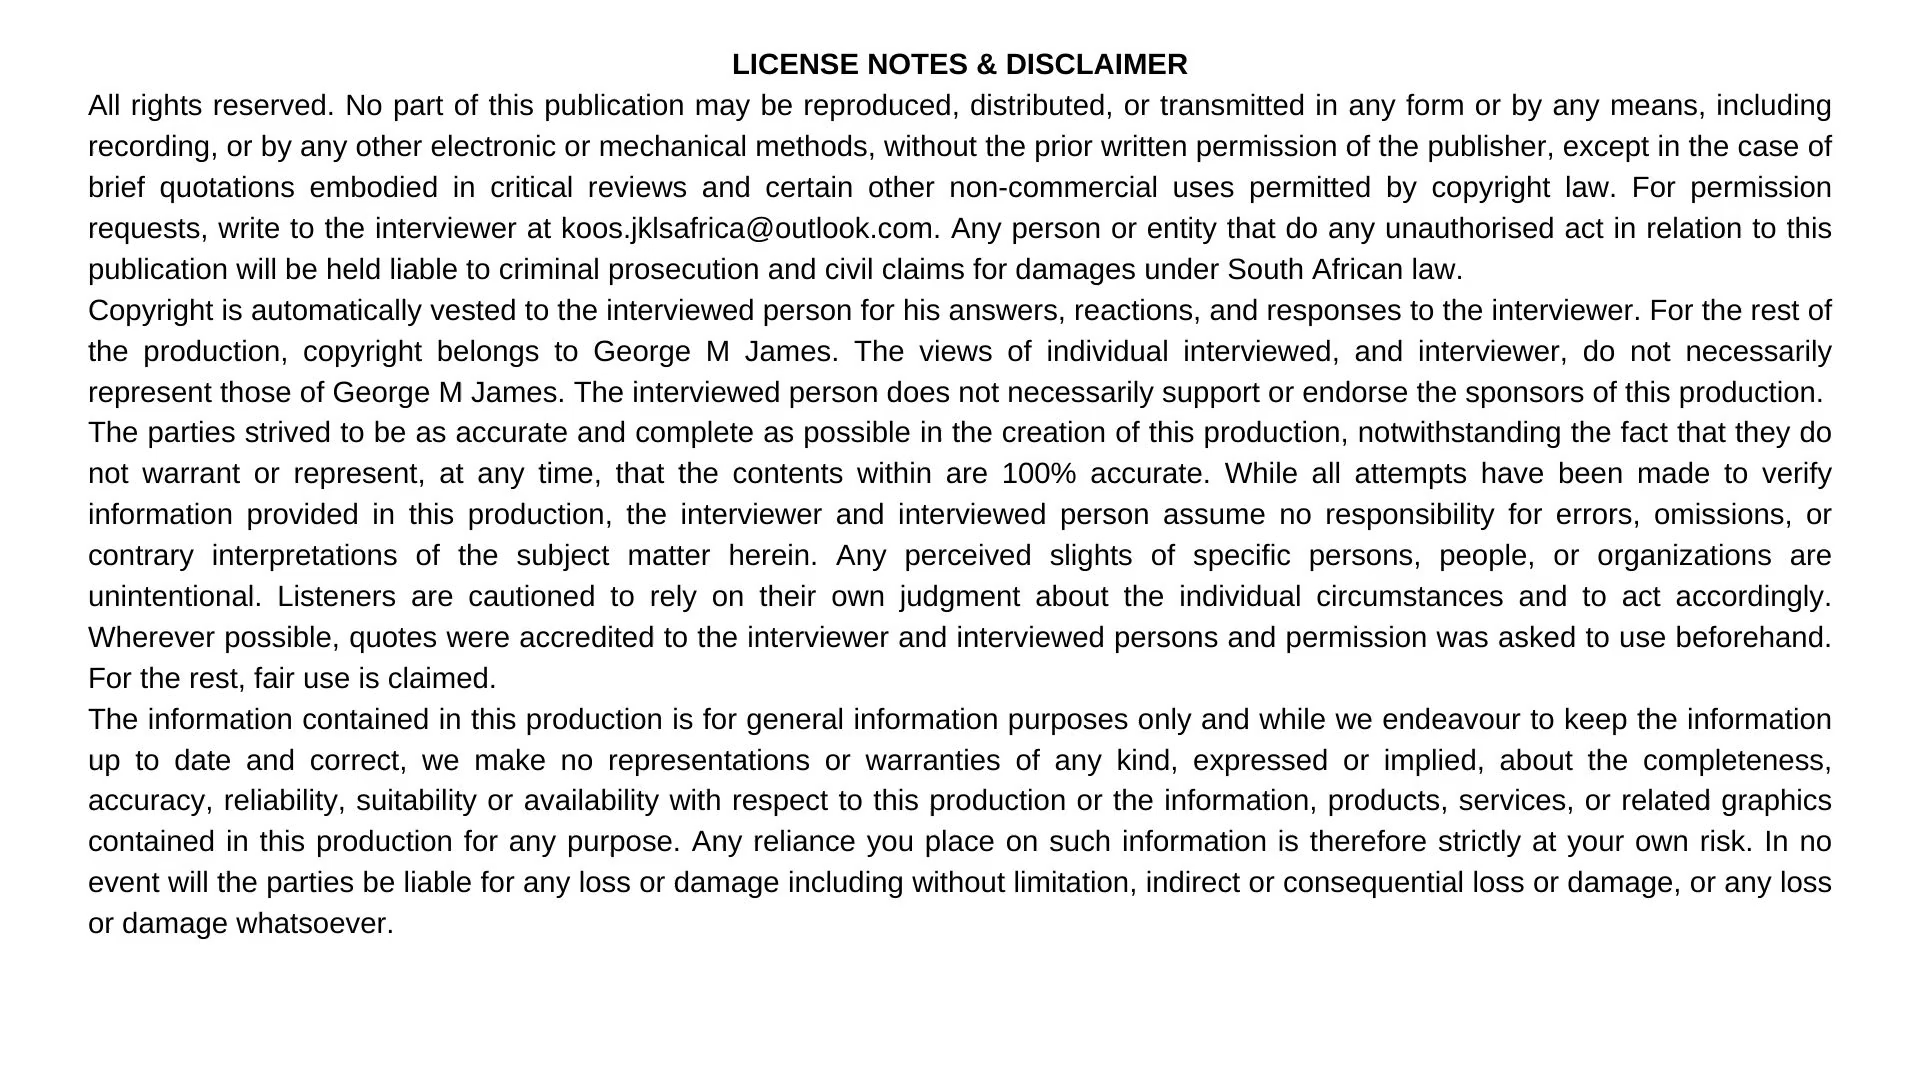 LICENSE NOTES & DISCLAIMER
All rights reserved. No part of this publication may be reproduced, distributed, or transmitted in any form or by any means, including
recording, or by any other electronic or mechanical methods, without the prior written permission of the publisher, except in the case of
brief quotations embodied in critical reviews and certain other non-commercial uses permitted by copyright law. For permission
requests, write to the interviewer at koos.jklsafrica@outlook.com. Any person or entity that do any unauthorised act in relation to this
publication will be held liable to criminal prosecution and civil claims for damages under South African law.
Copyright is automatically vested to the interviewed person for his answers, reactions, and responses to the interviewer. For the rest of
the production, copyright belongs to George M James. The views of individual interviewed, and interviewer, do not necessarily
represent those of George M James. The interviewed person does not necessarily support or endorse the sponsors of this production.
The parties strived to be as accurate and complete as possible in the creation of this production, notwithstanding the fact that they do
not warrant or represent, at any time, that the contents within are 100% accurate. While all attempts have been made to verify
information provided in this production, the interviewer and interviewed person assume no responsibility for errors, omissions, or
contrary interpretations of the subject matter herein. Any perceived slights of specific persons, people, or organizations are
unintentional. Listeners are cautioned to rely on their own judgment about the individual circumstances and to act accordingly.
Wherever possible, quotes were accredited to the interviewer and interviewed persons and permission was asked to use beforehand.
For the rest, fair use is claimed.
The information contained in this production is for general information purposes only and while we endeavour to keep the information
up to date and correct, we make no representations or warranties of any kind, expressed or implied, about the completeness,
accuracy, reliability, suitability or availability with respect to this production or the information, products, services, or related graphics
contained in this production for any purpose. Any reliance you place on such information is therefore strictly at your own risk. In no
event will the parties be liable for any loss or damage including without limitation, indirect or consequential loss or damage, or any loss
or damage whatsoever.